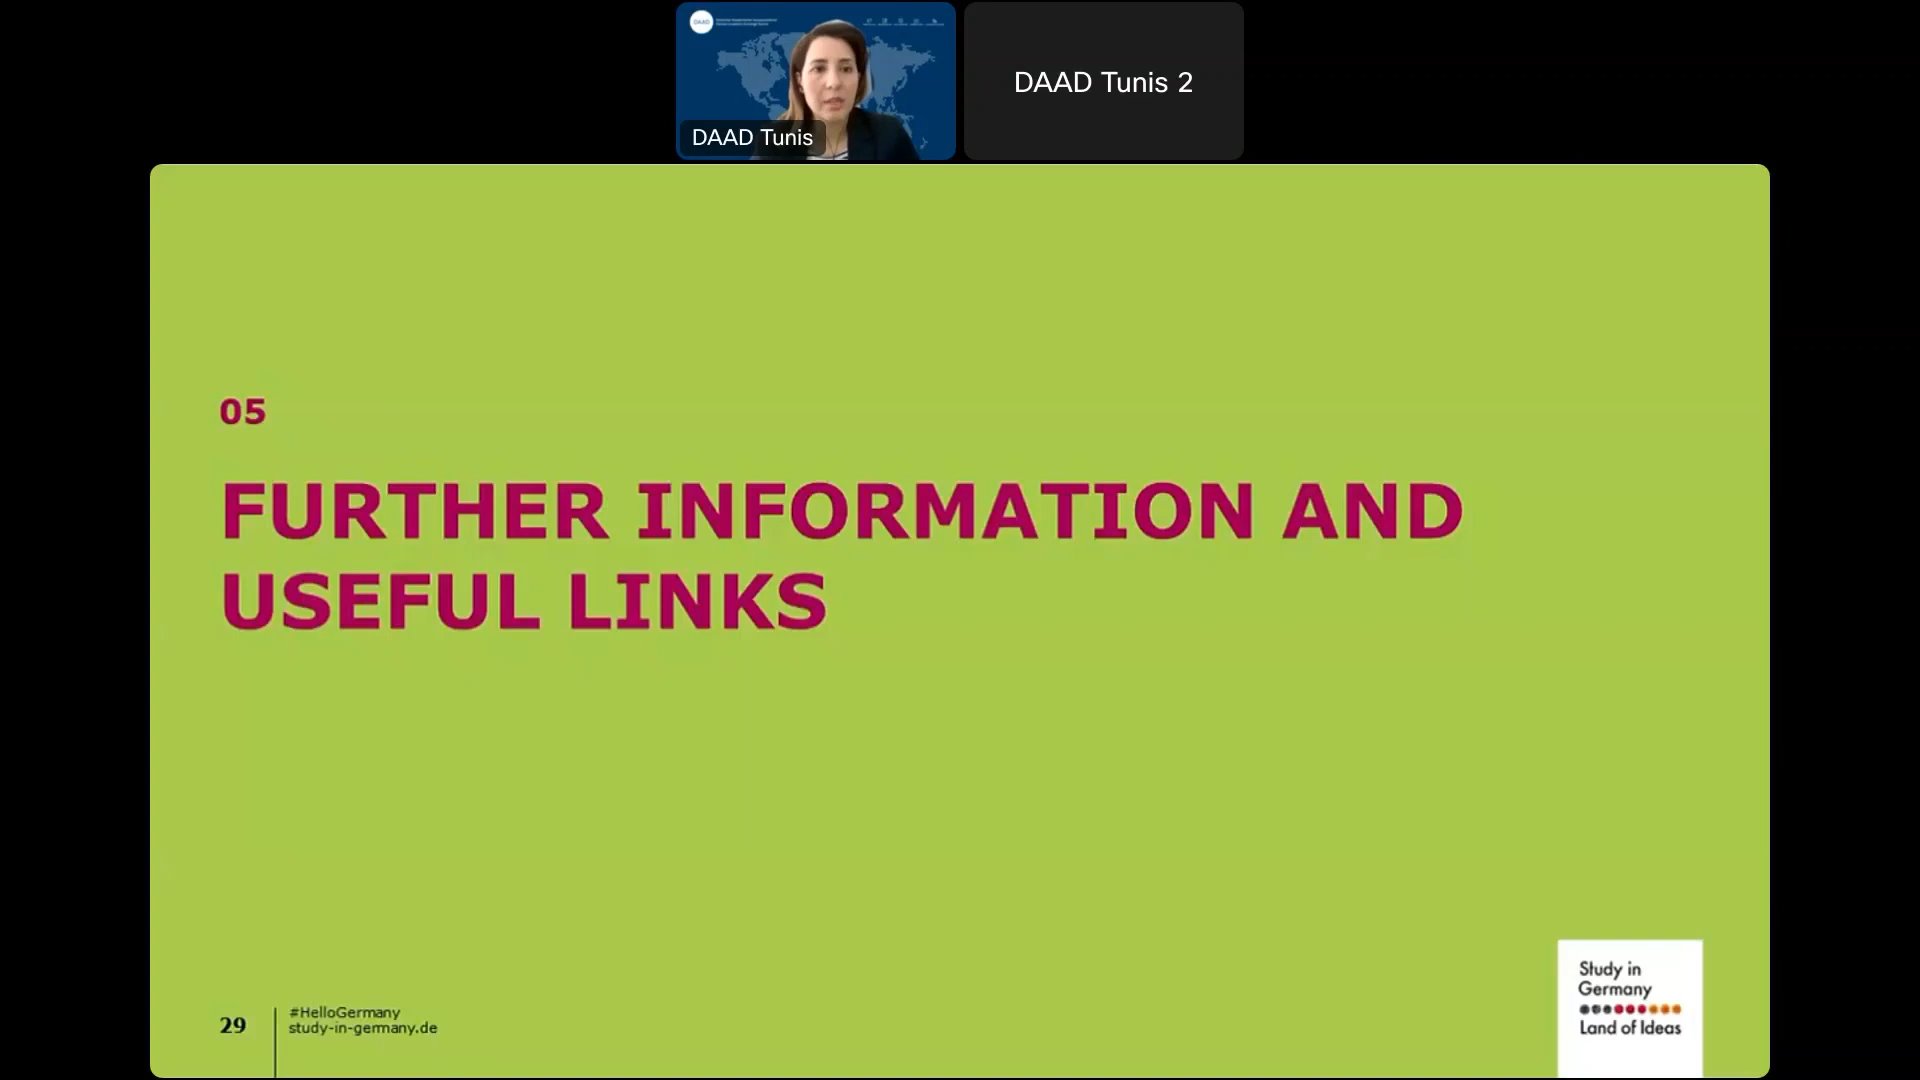 DAAD
DAAD Tunis
DAAD Tunis 2
05
FURTHER INFORMATION AND
USEFUL LINKS
29
#HelloGermany
study-in-germany.de
Study in
Germany
Land of Ideas